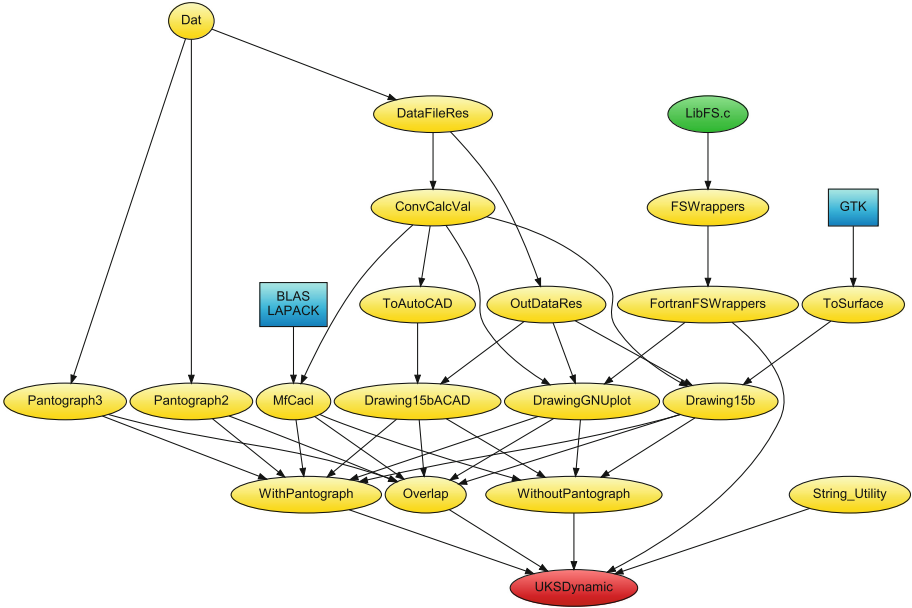 Dat
DataFileRes
LibFS.c
ConvCalcVal
FSWrappers
GTK
BLAS
LAPACK
ToAutoCAD
OutDataRes
FortranFSWrappers
ToSurface
Pantograph3
Pantograph2
MfCacl
Drawing15bACAD
DrawingGNUplot
Drawing15b
WithPantograph
Overlap
WithoutPantograph
String_Utility
UKSDynamic